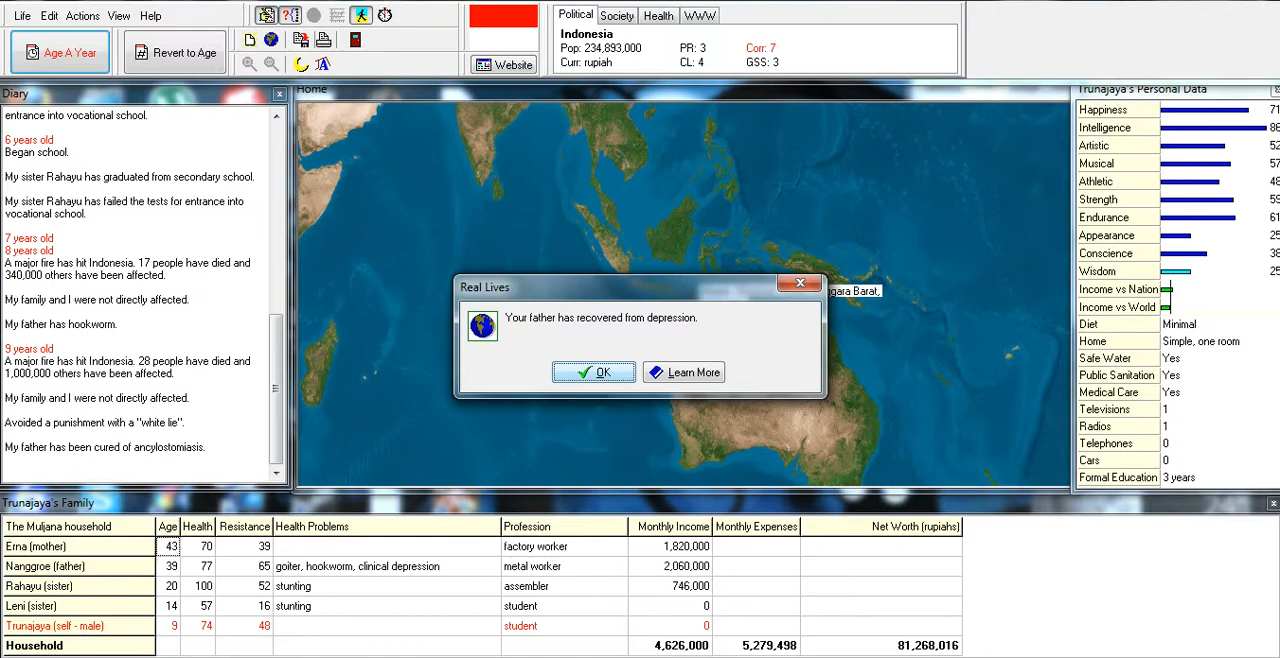 Life Edit Actions View Help
Age A Year
Revert to Age
Website
Political Society Health WWW
Indonesia
Pop: 234,893,000 PR: 3 Corr: 7
Curr: rupiah CL: 4 GSS: 3
Diary
entrance into vocational school.
6 years old
Began school.
My sister Rahayu has graduated from secondary school.
My sister Rahayu has failed the tests for entrance into
vocational school.
7 years old
8 years old
A major fire has hit Indonesia. 17 people have died and
340,000 others have been affected.
My family and I were not directly affected.
My father has hookworm.
9 years old
A major fire has hit Indonesia. 28 people have died and
1,000,000 others have been affected.
My family and I were not directly affected.
Avoided a punishment with a "white lie".
My father has been cured of ancylostomiasis.
Home
ngara Barat,
Real Lives
Your father has recovered from depression.
OK
Learn More
Trunajaya's Personal Data
Happiness 71
Intelligence 86
Artistic 52
Musical 57
Athletic 48
Strength 59
Endurance 61
Appearance 25
Conscience 38
Wisdom 25
Income vs Nation
Income vs World
Diet Minimal
Home Simple, one room
Safe Water Yes
Public Sanitation Yes
Medical Care Yes
Televisions 1
Radios 1
Telephones 0
Cars 0
Formal Education 3 years
Trunajaya's Family
The Muljana household Age Health Resistance Health Problems Profession Monthly Income Monthly Expenses Net Worth (rupiahs)
Erna (mother) 43 70 39 factory worker 1,820,000
Nanggroe (father) 39 77 65 goiter, hookworm, clinical depression metal worker 2,060,000
Rahayu (sister) 20 100 52 stunting assembler 746,000
Leni (sister) 14 57 16 stunting student 0
Trunajaya (self - male) 9 74 48 student 0
Household 4,626,000 5,279,498 81,268,016